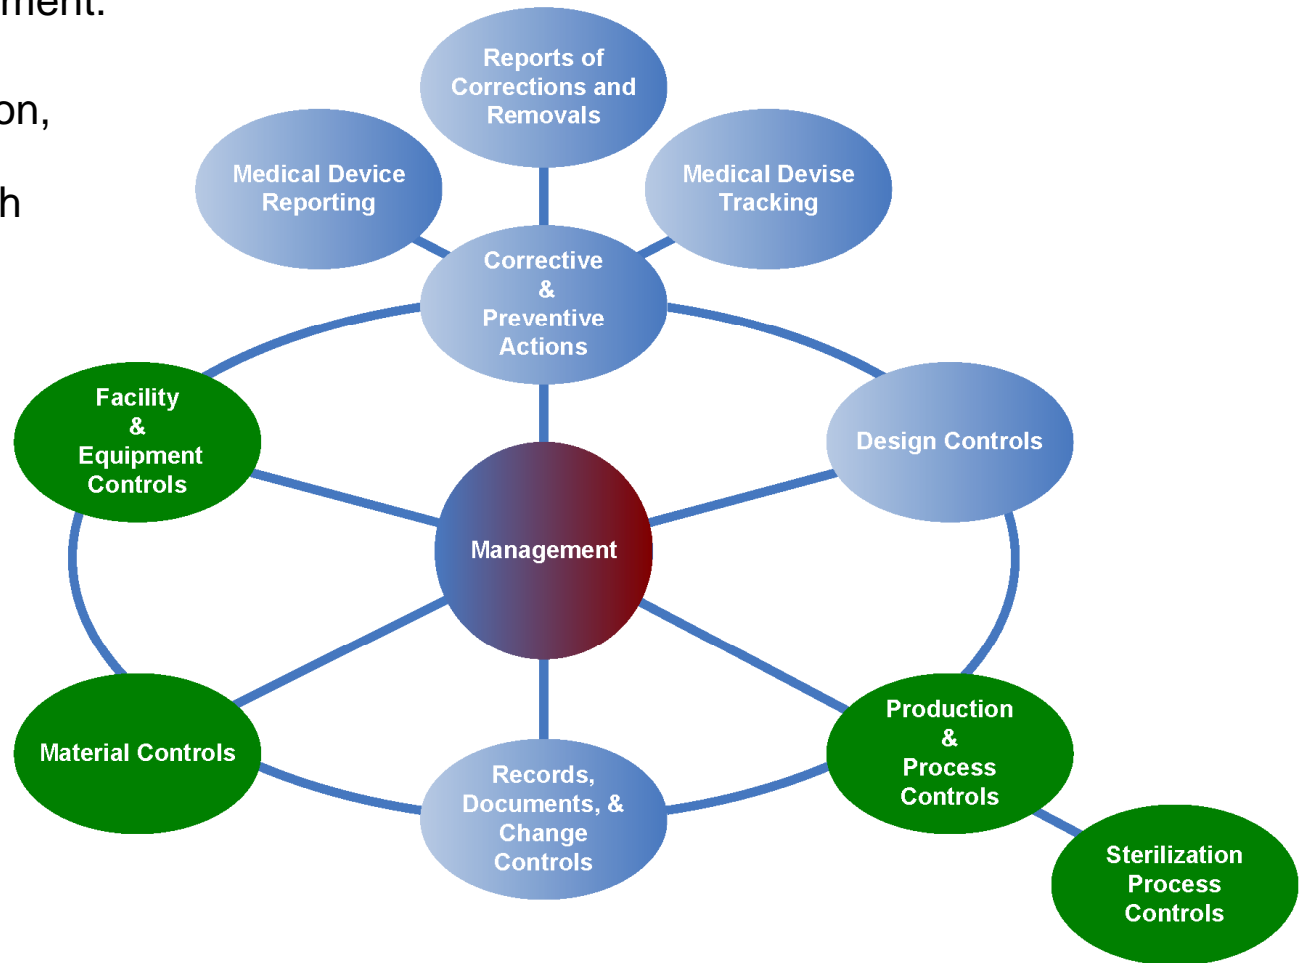 ment.
on,
h
Reports of
Corrections and
Removals
Medical Device
Reporting
Medical Devise
Tracking
Corrective
&
Preventive
Actions
Facility
&
Equipment
Controls
Design Controls
Management
Material Controls
Records,
Documents, &
Change
Controls
Production
&
Process
Controls
Sterilization
Process
Controls